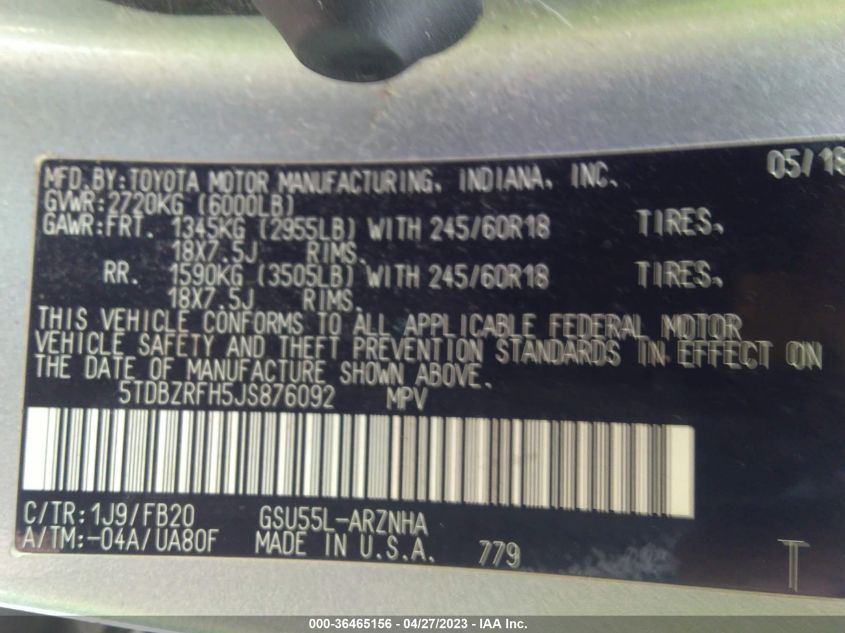 MFD.BY:TOYOTA MOTOR MANUFACTURING, INDIANA, INC. 05/18
GVWR:2720KG (6000LB)
GAWR:FRT. 1345KG (2955LB) WITH 245/60R18 TIRES,
18X7.5J RIMS.
RR. 1590KG (3505LB) WITH 245/60R18 TIRES,
18X7.5J RIMS.
THIS VEHICLE CONFORMS TO ALL APPLICABLE FEDERAL MOTOR
VEHICLE SAFETY AND THEFT PREVENTION STANDARDS IN EFFECT ON
THE DATE OF MANUFACTURE SHOWN ABOVE.
5TDBZRFH5JS876092 MPV
C/TR:1J9/FB20 GSU55L-ARZNHA
A/TM:-04A/UA80F MADE IN U.S.A. 779 T
000-36465156 - 04/27/2023 - IAA Inc.